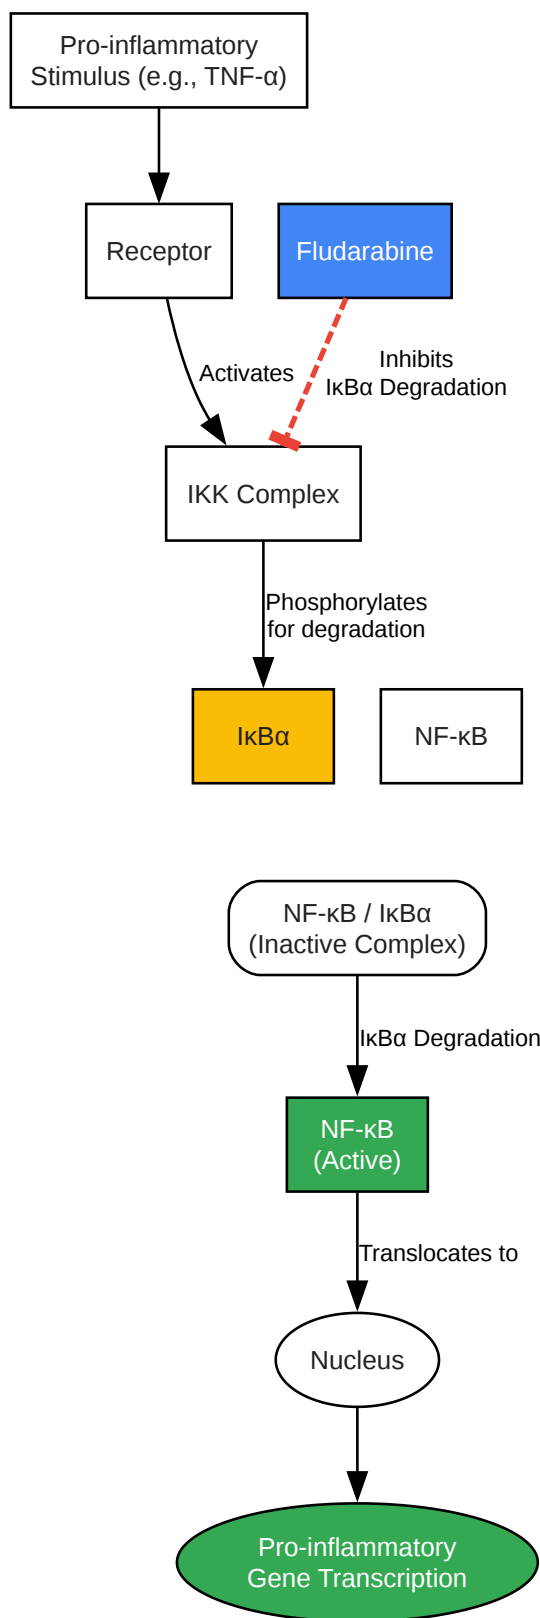 Pro-inflammatory
Stimulus (e.g., TNF-α)
Receptor
Fludarabine
Activates
Inhibits
IκBα Degradation
IKK Complex
Phosphorylates
for degradation
IκBα
NF-κB
NF-κB / IκBα
(Inactive Complex)
IκBα Degradation
NF-κB
(Active)
Translocates to
Nucleus
Pro-inflammatory
Gene Transcription